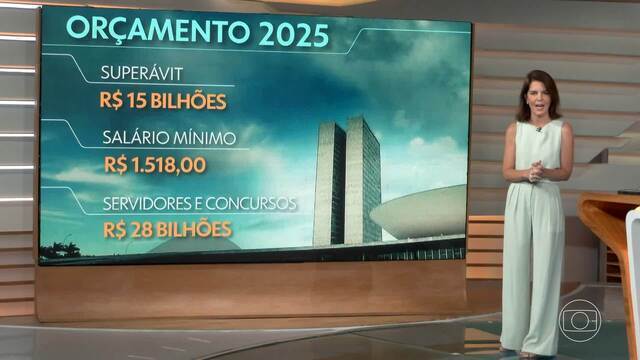 ORÇAMENTO 2025
SUPERÁVIT
R$ 15 BILHÕES
SALÁRIO MÍNIMO
R$ 1.518,00
SERVIDORES E CONCURSOS
R$ 28 BILHÕES